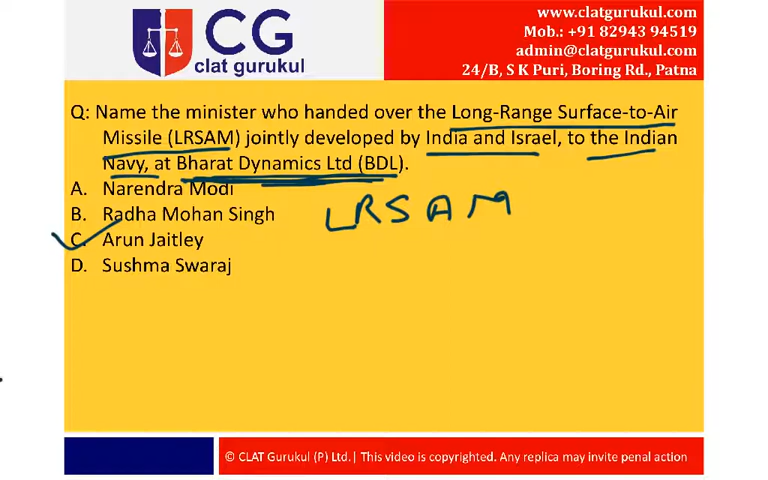 CG
clat gurukul
www.clatgurukul.com
Mob.: +91 82943 94519
admin@clatgurukul.com
24/B, S K Puri, Boring Rd., Patna
Q: Name the minister who handed over the Long-Range Surface-to-Air
Missile (LRSAM) jointly developed by India and Israel, to the Indian
Navy, at Bharat Dynamics Ltd (BDL).
A. Narendra Modi
B. Radha Mohan Singh
C. Arun Jaitley
D. Sushma Swaraj
LRSAM
© CLAT Gurukul (P) Ltd.| This video is copyrighted. Any replica may invite penal action